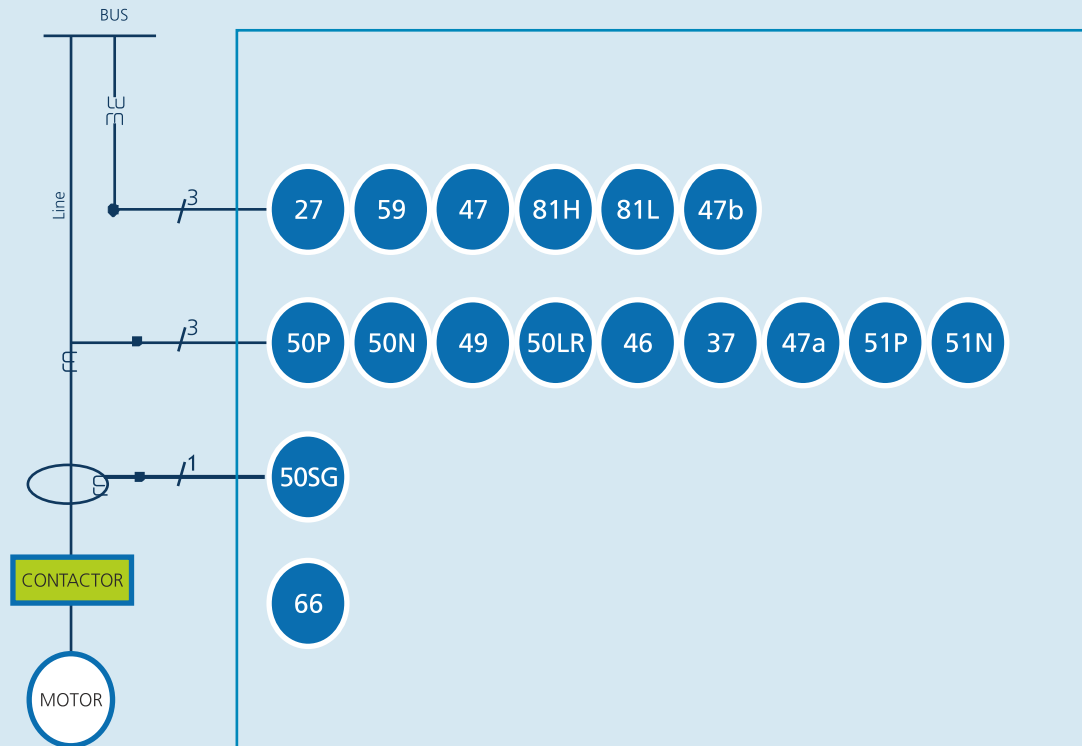 BUS
Line
3
27 59 47 81H 81L 47b
3
50P 50N 49 50LR 46 37 47a 51P 51N
1
50SG
CONTACTOR
66
MOTOR